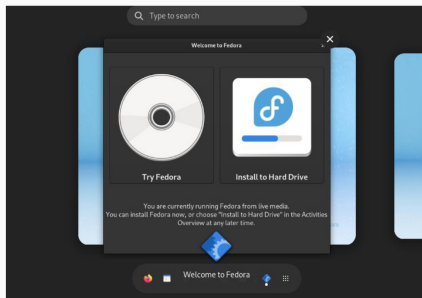 Type to search
Welcome to Fedora
Try Fedora
Install to Hard Drive
You are currently running Fedora from live media.
You can install Fedora now, or choose "Install to Hard Drive" in the Activities
Overview at any later time.
Welcome to Fedora